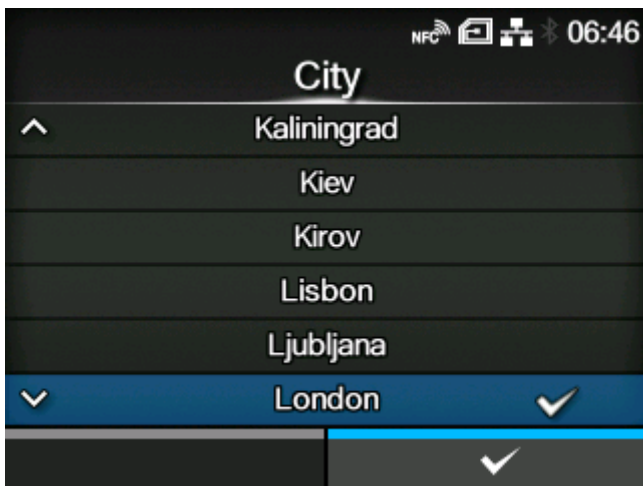 NFC 06:46
City
Kaliningrad
Kiev
Kirov
Lisbon
Ljubljana
London